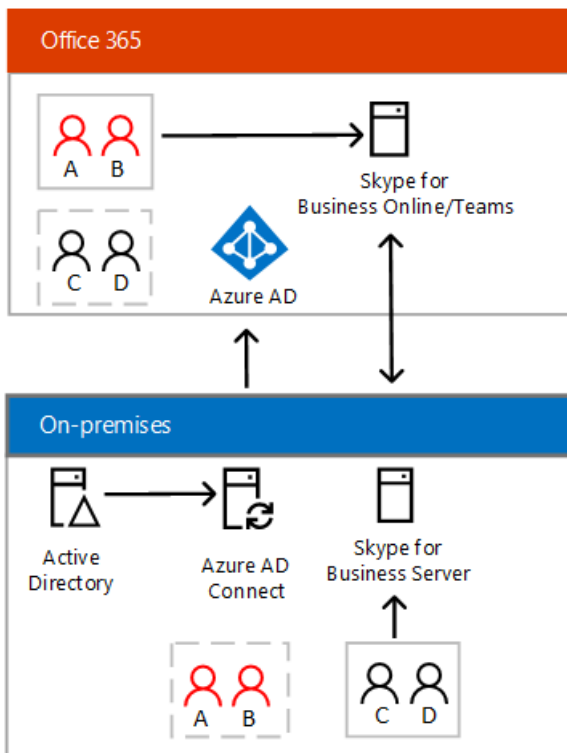 Office 365
A B
Skype for
Business Online/Teams
C D
Azure AD
On-premises
Active
Directory
Azure AD
Connect
Skype for
Business Server
A B
C D